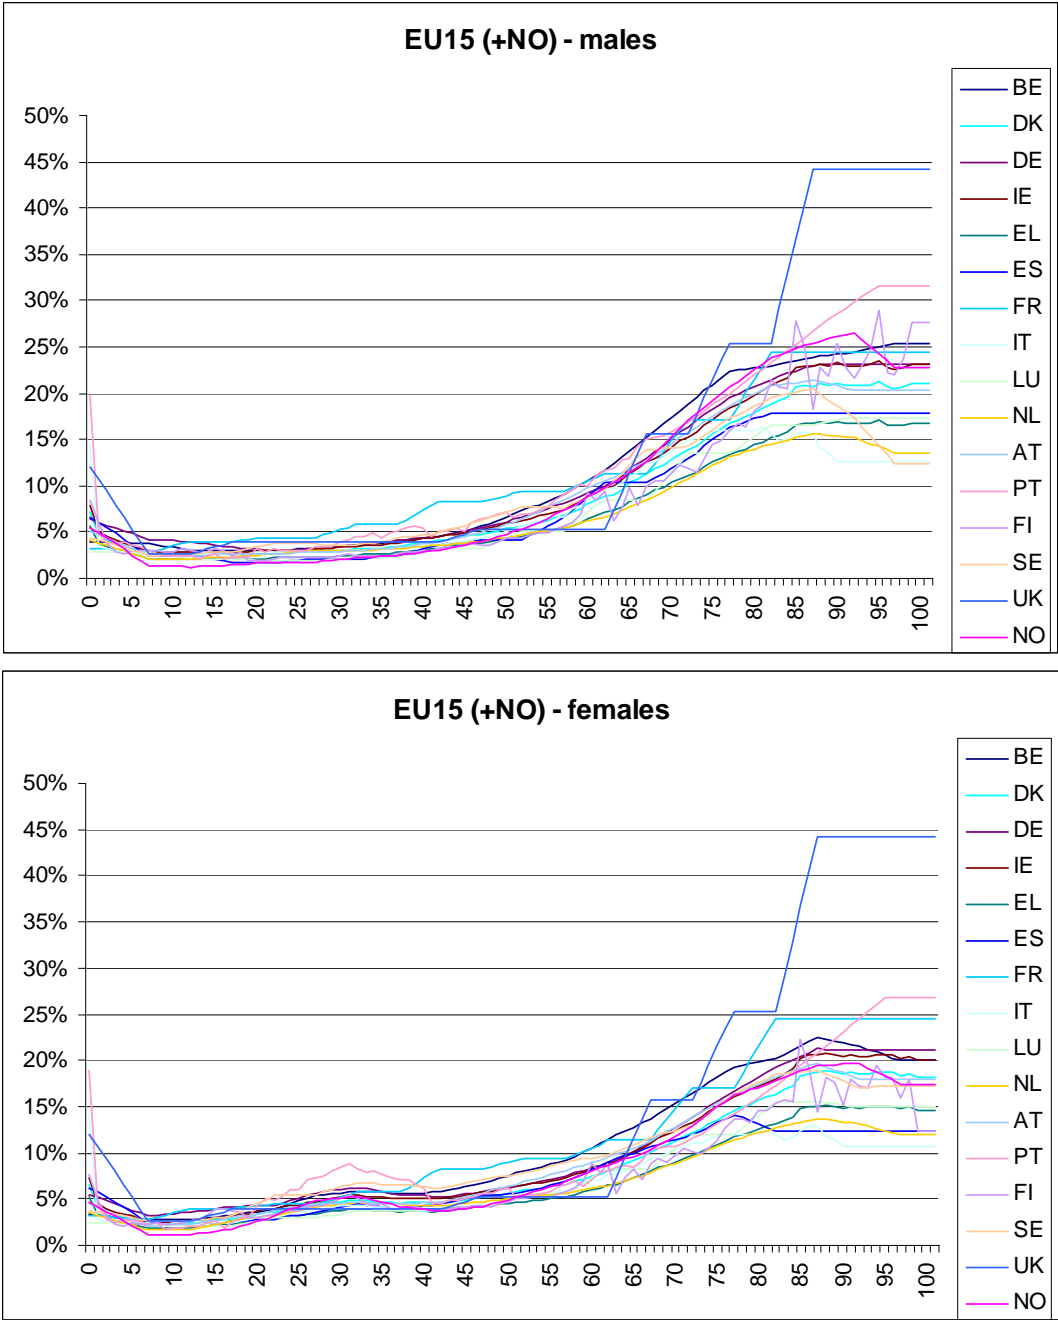 EU15 (+NO) - males
50%
45%
40%
35%
30%
25%
20%
15%
10%
5%
0%
0 5 10 15 20 25 30 35 40 45 50 55 60 65 70 75 80 85 90 95 100
BE
DK
DE
IE
EL
ES
FR
IT
LU
NL
AT
PT
FI
SE
UK
NO
EU15 (+NO) - females
50%
45%
40%
35%
30%
25%
20%
15%
10%
5%
0%
0 5 10 15 20 25 30 35 40 45 50 55 60 65 70 75 80 85 90 95 100
BE
DK
DE
IE
EL
ES
FR
IT
LU
NL
AT
PT
FI
SE
UK
NO